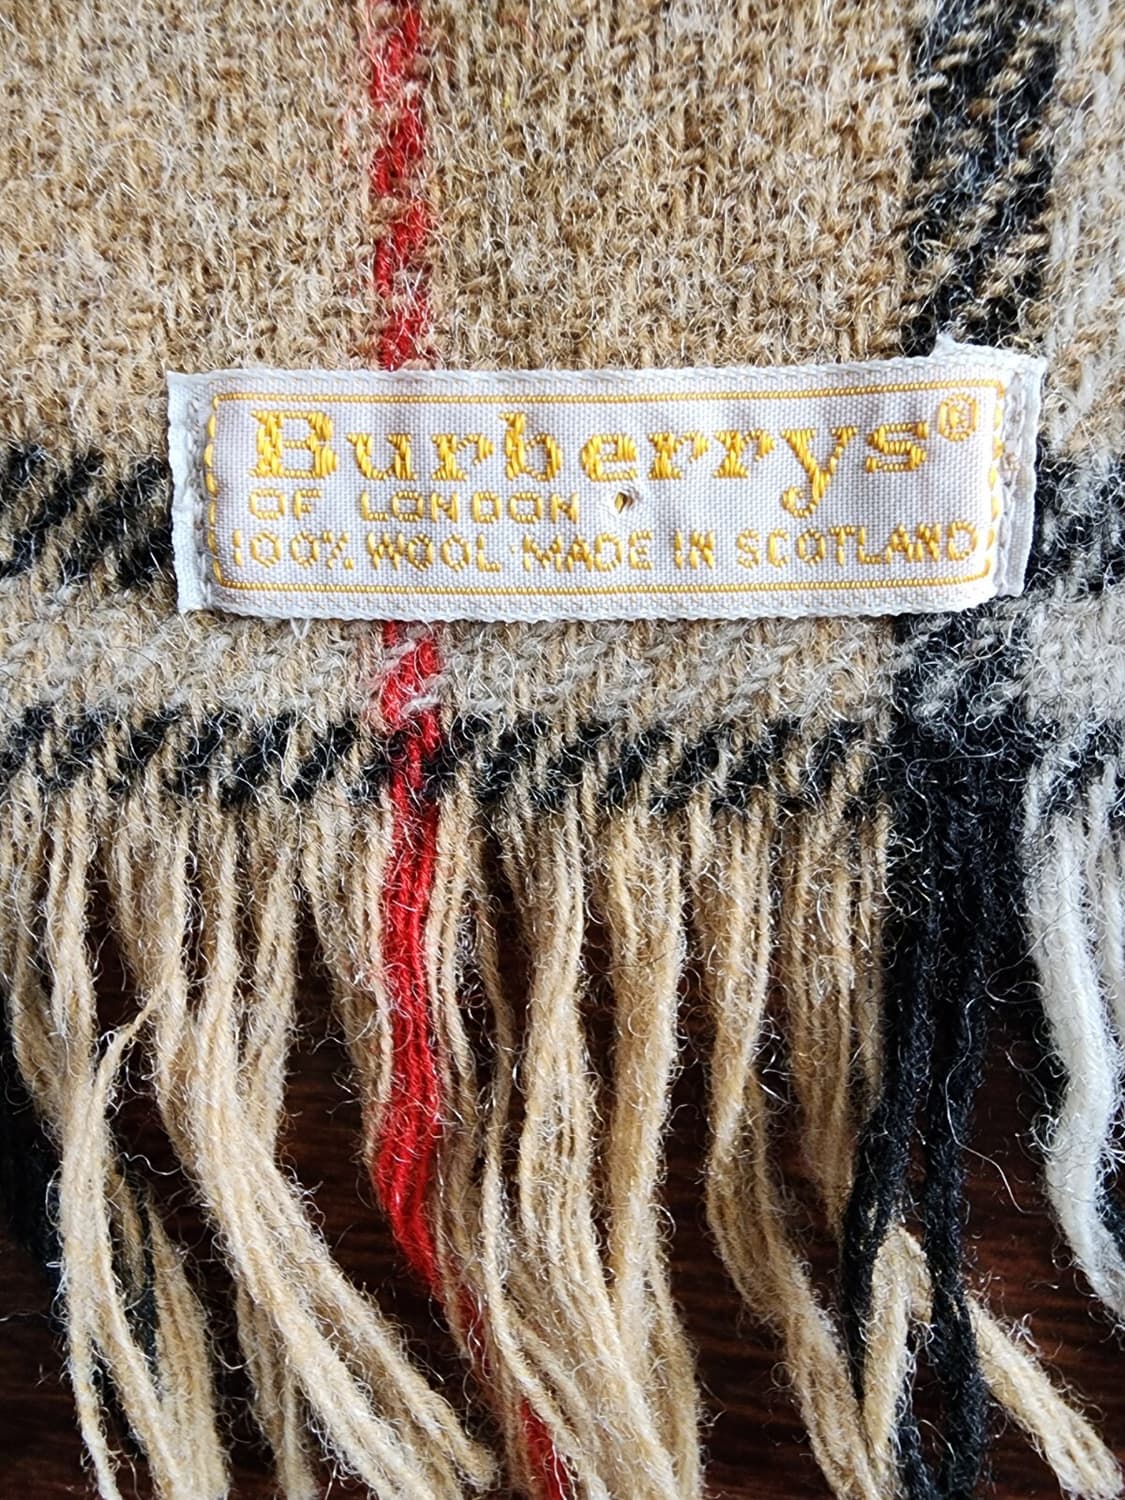 Burberrys®
OF LONDON
100% WOOL·MADE IN SCOTLAND